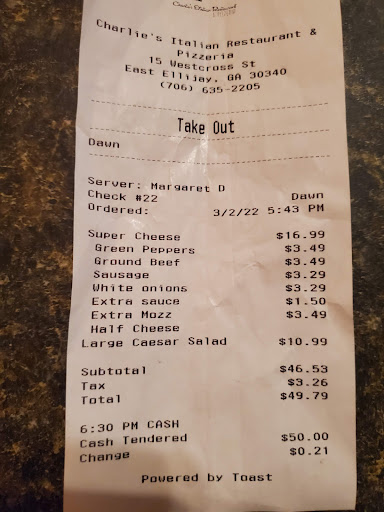 Charlie's Italian Restaurant &
Pizzeria
15 Westcross St
East Ellijay, GA 30340
(706) 635-2205
Take Out
Dawn
Server: Margaret D
Check #22 Dawn
Ordered: 3/2/22 5:43 PM
Super Cheese $16.99
Green Peppers $3.49
Ground Beef $3.49
Sausage $3.29
White onions $3.29
Extra sauce $1.50
Extra Mozz $3.49
Half Cheese
Large Caesar Salad $10.99
Subtotal $46.53
Tax $3.26
Total $49.79
6:30 PM CASH
Cash Tendered $50.00
Change $0.21
Powered by Toast